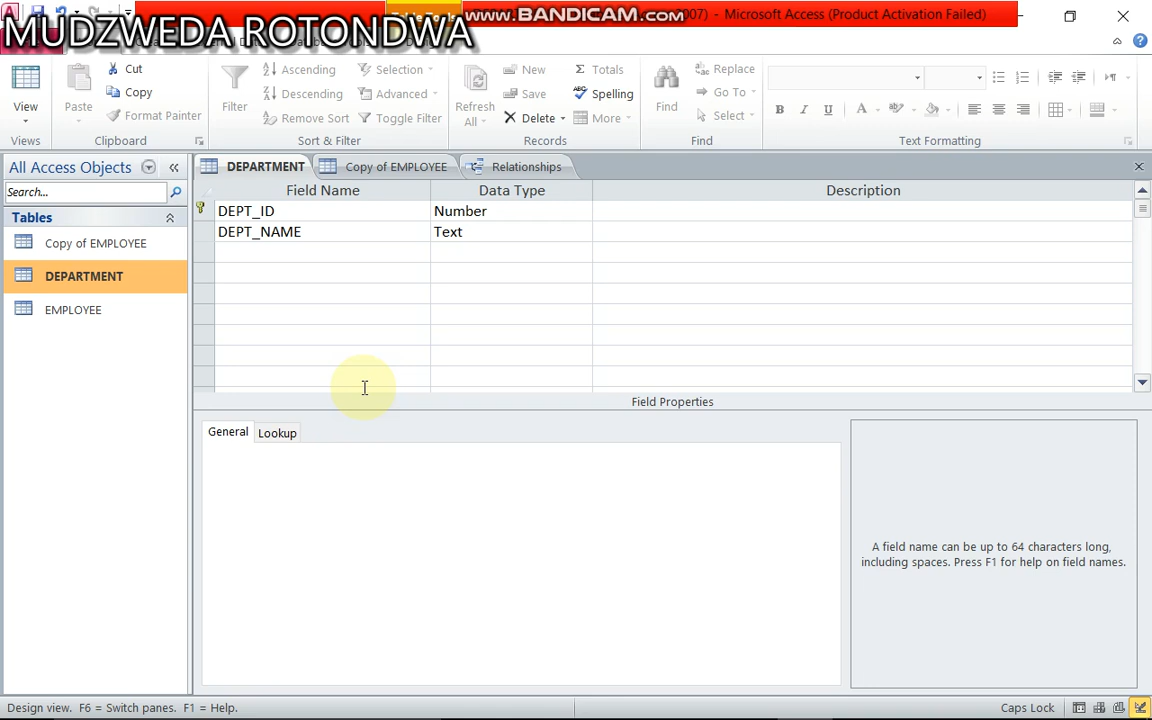 www.BANDICAM.com 2007) - Microsoft Access (Product Activation Failed)
MUDZWEDA ROTONDWA
View
Paste
Cut
Copy
Format Painter
Filter
Ascending
Descending
Remove Sort
Selection
Advanced
Toggle Filter
Refresh
All
New
Save
Delete
Totals
Spelling
More
Find
Replace
Go To
Select
B I U A ab
Views
Clipboard
Sort & Filter
Records
Find
Text Formatting
All Access Objects
Search...
Tables
Copy of EMPLOYEE
DEPARTMENT
EMPLOYEE
DEPARTMENT Copy of EMPLOYEE Relationships
Field Name Data Type Description
DEPT_ID Number
DEPT_NAME Text
Field Properties
General Lookup
A field name can be up to 64 characters long,
including spaces. Press F1 for help on field names.
Design view. F6 = Switch panes. F1 = Help.
Caps Lock